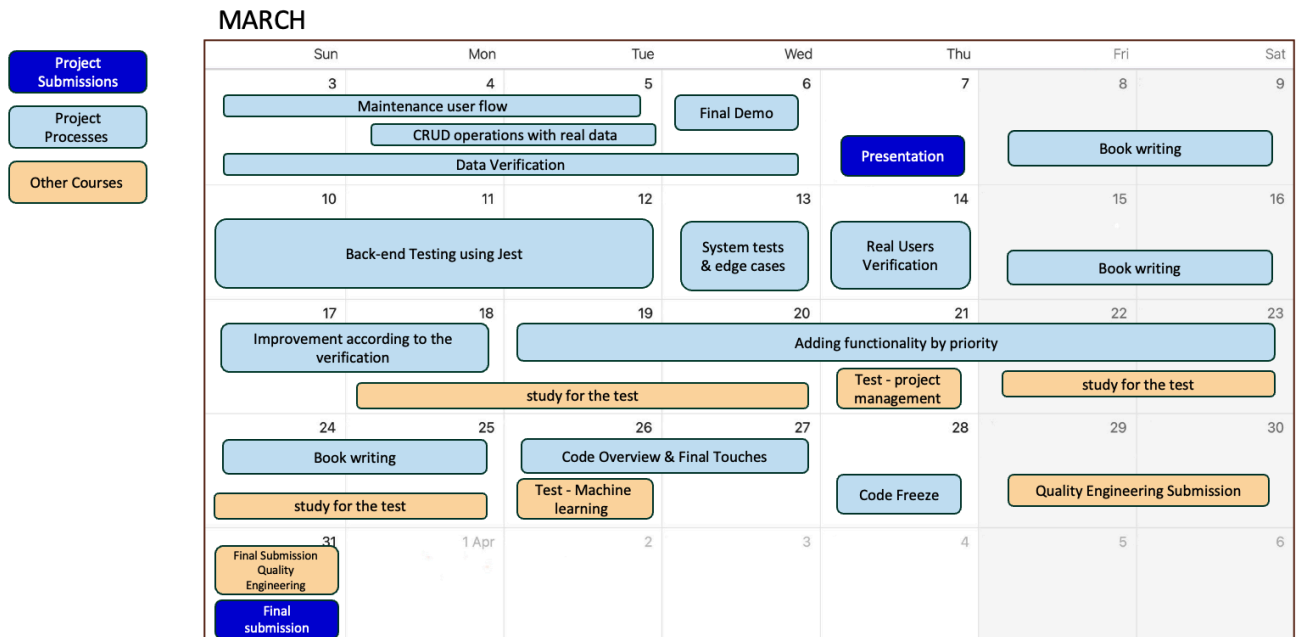 MARCH
Project
Submissions
Project
Processes
Other Courses
Sun Mon Tue Wed Thu Fri Sat
3 4 5 6 7 8 9
Maintenance user flow
CRUD operations with real data
Data Verification
Final Demo
Presentation
Book writing
10 11 12 13 14 15 16
Back-end Testing using Jest
System tests
& edge cases
Real Users
Verification
Book writing
17 18 19 20 21 22 23
Improvement according to the
verification
Adding functionality by priority
study for the test
Test - project
management
study for the test
24 25 26 27 28 29 30
Book writing
Code Overview & Final Touches
study for the test
Test - Machine
learning
Code Freeze
Quality Engineering Submission
31 1 Apr 2 3 4 5 6
Final Submission
Quality
Engineering
Final
submission